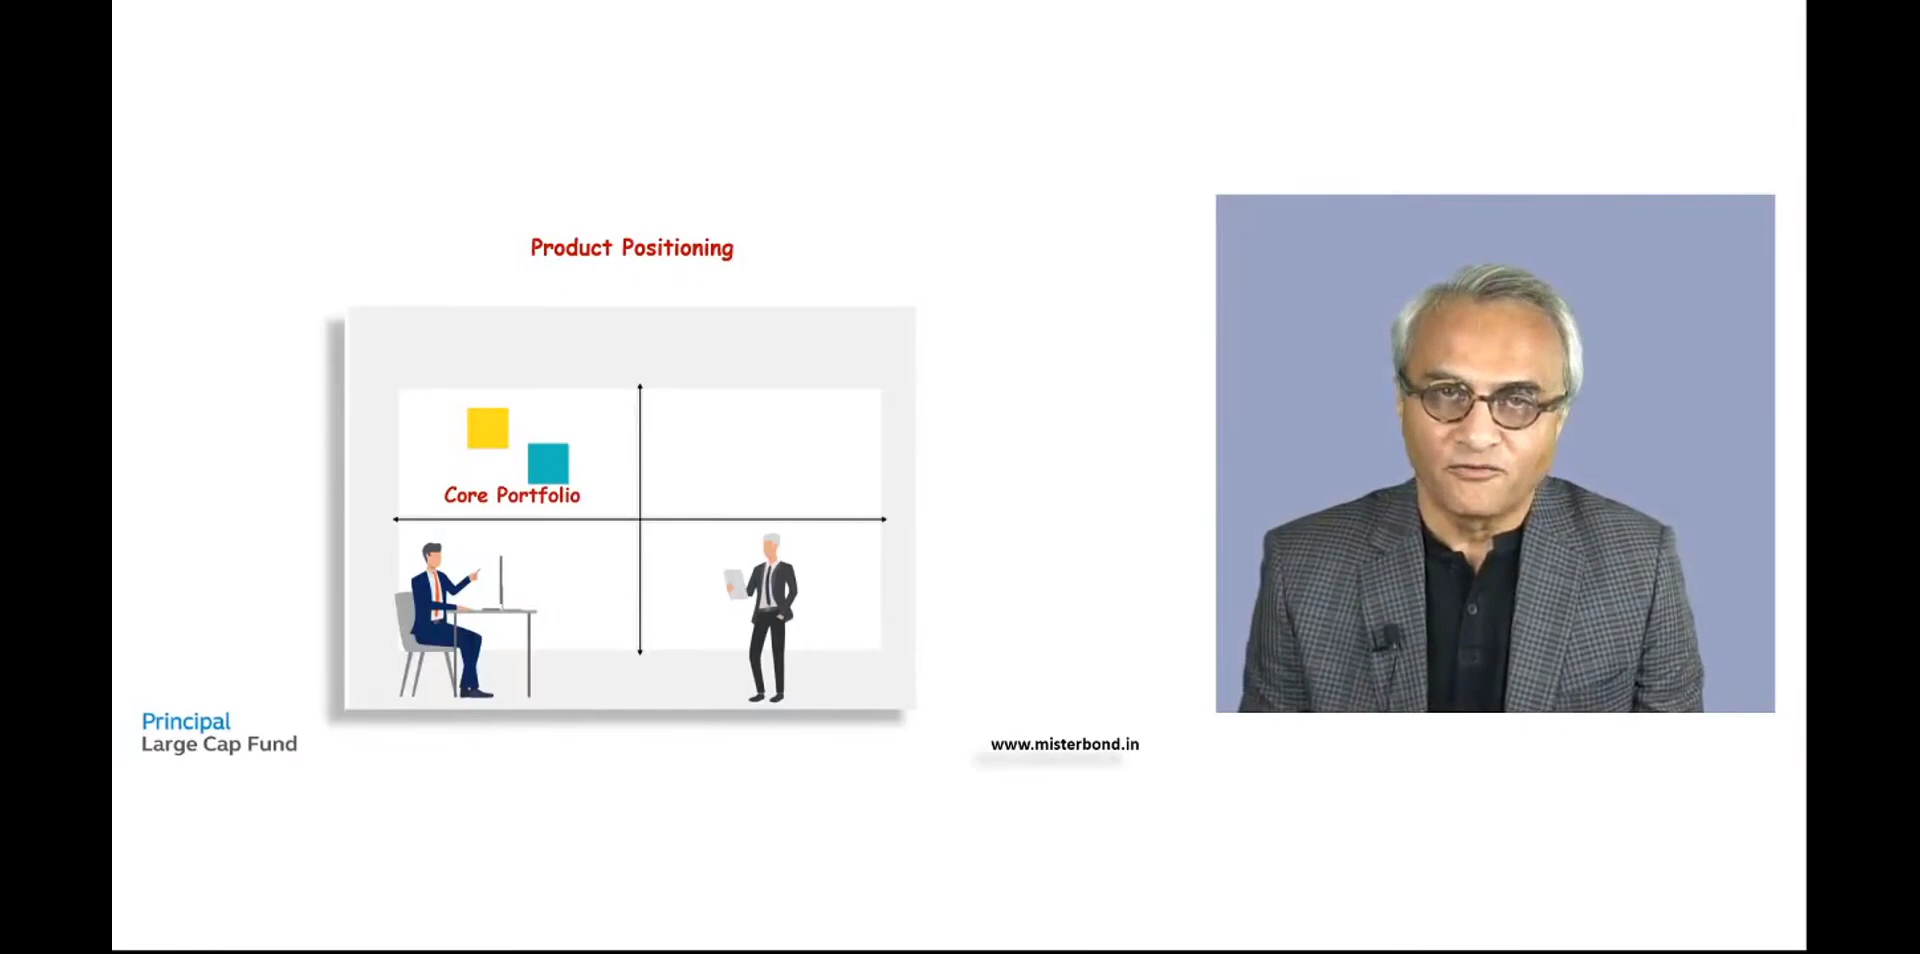 Product Positioning
Core Portfolio
Principal
Large Cap Fund
www.misterbond.in